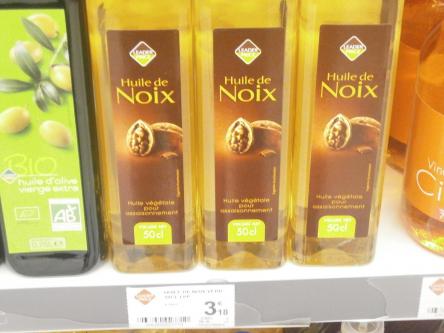 BIO
huile d'olive
vierge extra
AB
LEADER
PRICE
Huile de
NOIX
Huile végétale
pour
assaisonnement
50cl
LEADER
PRICE
Huile de
NOIX
Huile végétale
pour
assaisonnement
50cl
LEADER
PRICE
Huile de
NOIX
Huile végétale
pour
assaisonnement
50cl
Vin
Ci
3€18